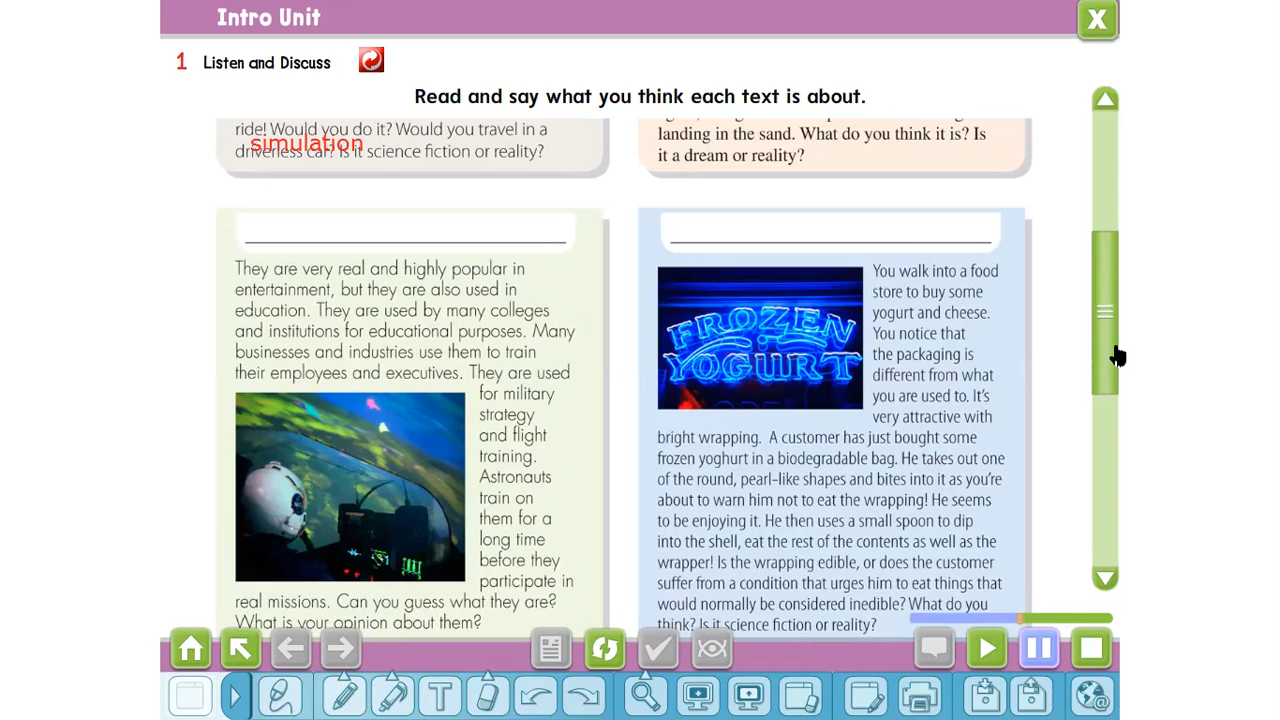 Intro Unit
X
1 Listen and Discuss
Read and say what you think each text is about.
ride! Would you do it? Would you travel in a
simulation
driverless car? Is it science fiction or reality?
landing in the sand. What do you think it is? Is
it a dream or reality?
They are very real and highly popular in
entertainment, but they are also used in
education. They are used by many colleges
and institutions for educational purposes. Many
businesses and industries use them to train
their employees and executives. They are used
for military
strategy
and flight
training.
Astronauts
train on
them for a
long time
before they
participate in
real missions. Can you guess what they are?
What is your opinion about them?
FROZEN
YOGURT
You walk into a food
store to buy some
yogurt and cheese.
You notice that
the packaging is
different from what
you are used to. It's
very attractive with
bright wrapping. A customer has just bought some
frozen yoghurt in a biodegradable bag. He takes out one
of the round, pearl-like shapes and bites into it as you're
about to warn him not to eat the wrapping! He seems
to be enjoying it. He then uses a small spoon to dip
into the shell, eat the rest of the contents as well as the
wrapper! Is the wrapping edible, or does the customer
suffer from a condition that urges him to eat things that
would normally be considered inedible? What do you
think? Is it science fiction or reality?
T